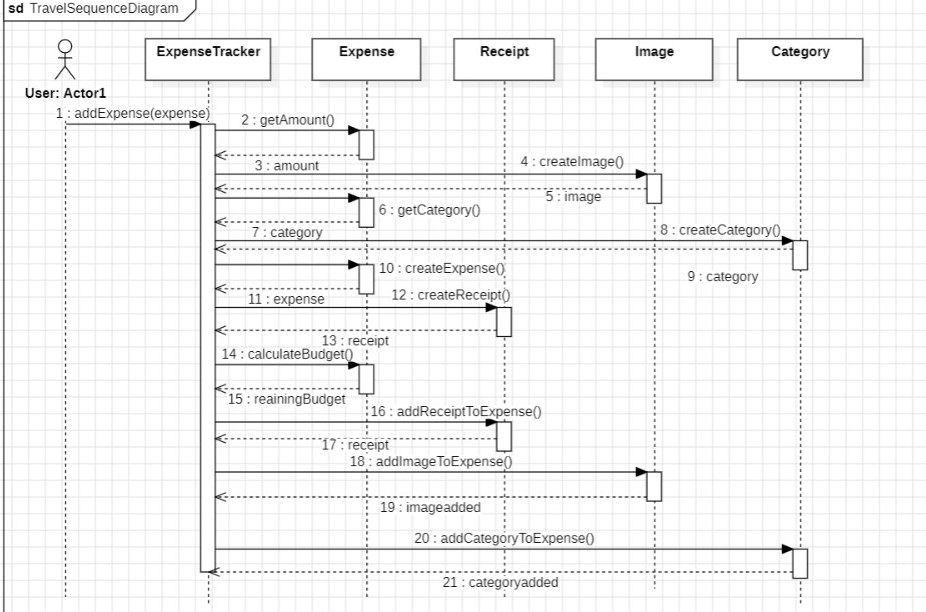 sd TravelSequenceDiagram
ExpenseTracker
Expense
Receipt
Image
Category
User: Actor1
1 : addExpense(expense)
2 : getAmount()
3 : amount
4 : createImage()
5 : image
6 : getCategory()
7 : category
8 : createCategory()
9 : category
10 : createExpense()
11 : expense
12 : createReceipt()
13 : receipt
14 : calculateBudget()
15 : reainingBudget
16 : addReceiptToExpense()
17 : receipt
18 : addImageToExpense()
19 : imageadded
20 : addCategoryToExpense()
21 : categoryadded